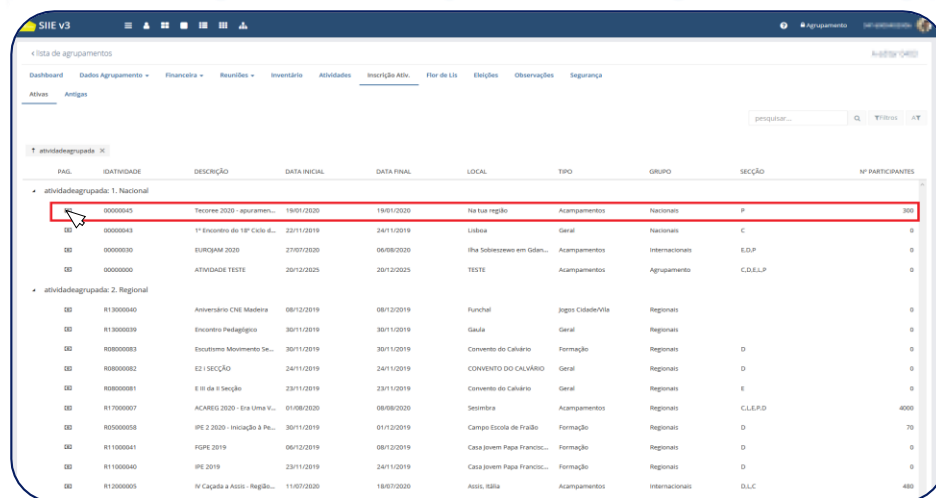 SIIE v3 Agrupamento
lista de agrupamentos
Dashboard Dados Agrupamento Financeira Reuniões Inventário Atividades Inscrição Ativ. Flor de Lis Eleições Observações Segurança
Ativas Antigas
pesquisar... Filtros
atividadeagrupada
PAG. IDATIVIDADE DESCRIÇÃO DATA INICIAL DATA FINAL LOCAL TIPO GRUPO SECÇÃO Nº PARTICIPANTES
atividadeagrupada: 1. Nacional
00000045 Tecoree 2020 - apuramen... 19/01/2020 19/01/2020 Na tua região Acampamentos Nacionais P 300
00000043 1º Encontro do 18º Ciclo d... 22/11/2019 24/11/2019 Lisboa Geral Nacionais C 0
00000030 EUROJAM 2020 27/07/2020 06/08/2020 Ilha Sobieszewo em Gdan... Acampamentos Internacionais E,D,P 0
00000000 ATIVIDADE TESTE 20/12/2025 20/12/2025 TESTE Acampamentos Agrupamento C,D,E,L,P 0
atividadeagrupada: 2. Regional
R13000040 Aniversário CNE Madeira 08/12/2019 08/12/2019 Funchal Jogos Cidade/Vila Regionais 0
R13000039 Encontro Pedagógico 30/11/2019 30/11/2019 Gaula Geral Regionais 0
R08000083 Escutismo Movimento Se... 30/11/2019 30/11/2019 Convento do Calvário Formação Regionais D 0
R08000082 E2 I SECÇÃO 24/11/2019 24/11/2019 CONVENTO DO CALVÁRIO Geral Regionais D 0
R08000081 E III da II Secção 23/11/2019 23/11/2019 Convento do Calvário Formação Regionais E 0
R17000007 ACAREG 2020 - Era Uma V... 01/08/2020 08/08/2020 Sesimbra Acampamentos Regionais C,L,E,P,D 4000
R05000058 IPE 2 2020 - Iniciação à Pe... 30/11/2019 01/12/2019 Campo Escola de Fraião Formação Regionais D 70
R11000041 FGPE 2019 06/12/2019 08/12/2019 Casa Jovem Papa Francisc... Formação Regionais D 0
R11000040 IPE 2019 23/11/2019 24/11/2019 Casa Jovem Papa Francisc... Formação Regionais D 0
R12000005 IV Caçada a Assis - Região... 11/07/2020 18/07/2020 Assis, Itália Acampamentos Internacionais D,L,C 480